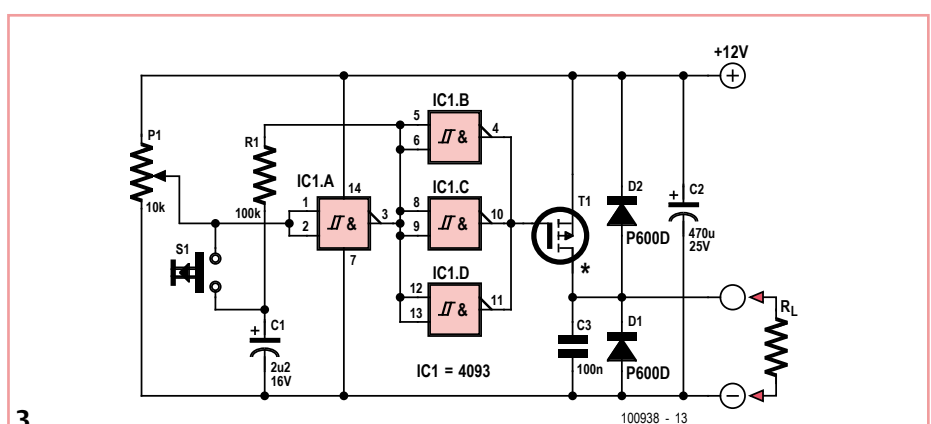 +12V
P1
10k
R1
100k
S1
+
C1
2u2
16V
IC1.A
1
2
14
&
3
7
IC1.B
5
6
&
4
IC1.C
8
9
&
10
IC1.D
12
13
&
11
IC1 = 4093
T1
*
C3
100n
D2
P600D
D1
P600D
+
C2
470u
25V
RL
100938 - 13
3